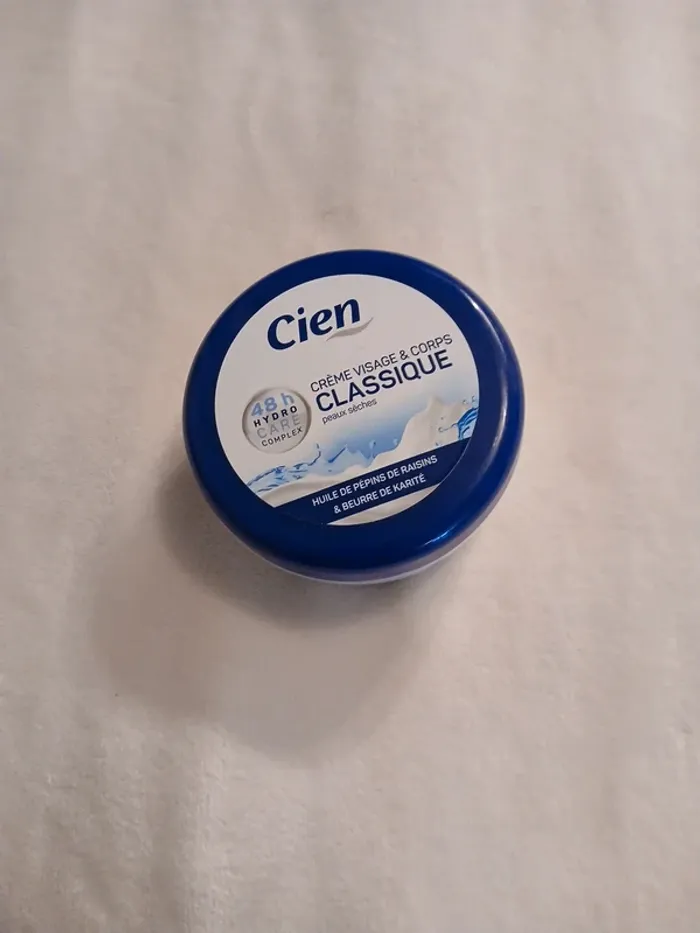 Cien
CRÈME VISAGE & CORPS
CLASSIQUE
peaux sèches
48 h
HYDRO
CARE
COMPLEX
HUILE DE PÉPINS DE RAISINS
& BEURRE DE KARITÉ